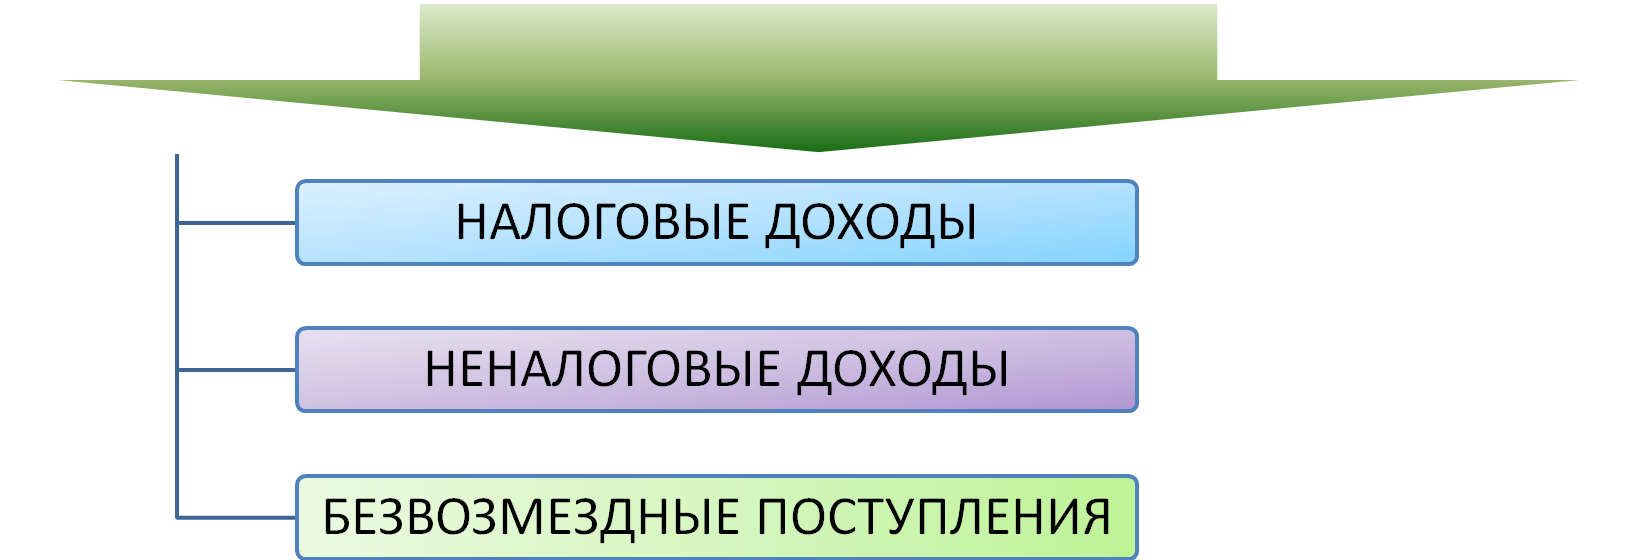 НАЛОГОВЫЕ ДОХОДЫ
НЕНАЛОГОВЫЕ ДОХОДЫ
БЕЗВОЗМЕЗДНЫЕ ПОСТУПЛЕНИЯ